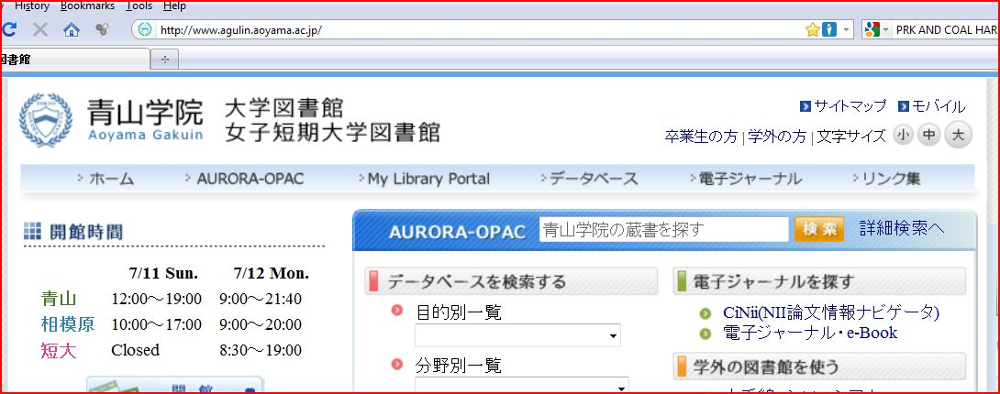 History Bookmarks Tools Help
http://www.agulin.aoyama.ac.jp/
PRK AND COAL HAR
図書館
青山学院 大学図書館
Aoyama Gakuin 女子短期大学図書館
サイトマップ モバイル
卒業生の方 | 学外の方 | 文字サイズ 小 中 大
ホーム AURORA-OPAC My Library Portal データベース 電子ジャーナル リンク集
開館時間
7/11 Sun. 7/12 Mon.
青山 12:00～19:00 9:00～21:40
相模原 10:00～17:00 9:00～20:00
短大 Closed 8:30～19:00
開館
AURORA-OPAC 青山学院の蔵書を探す 検索 詳細検索へ
データベースを検索する
目的別一覧
分野別一覧
電子ジャーナルを探す
CiNii(NII論文情報ナビゲータ)
電子ジャーナル・e-Book
学外の図書館を使う